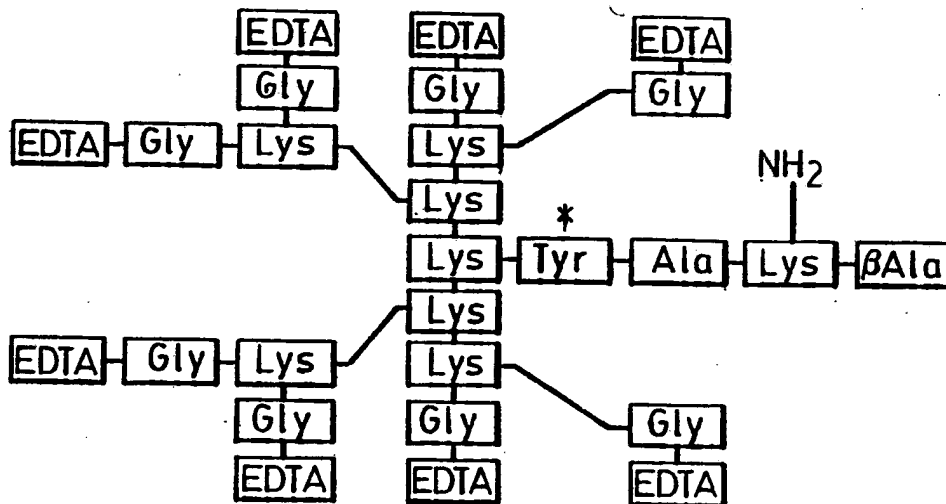 EDTA EDTA EDTA
Gly Gly Gly
EDTA Gly Lys Lys
Lys NH2
*
Lys Tyr Ala Lys βAla
Lys
EDTA Gly Lys Lys
Gly Gly Gly
EDTA EDTA EDTA